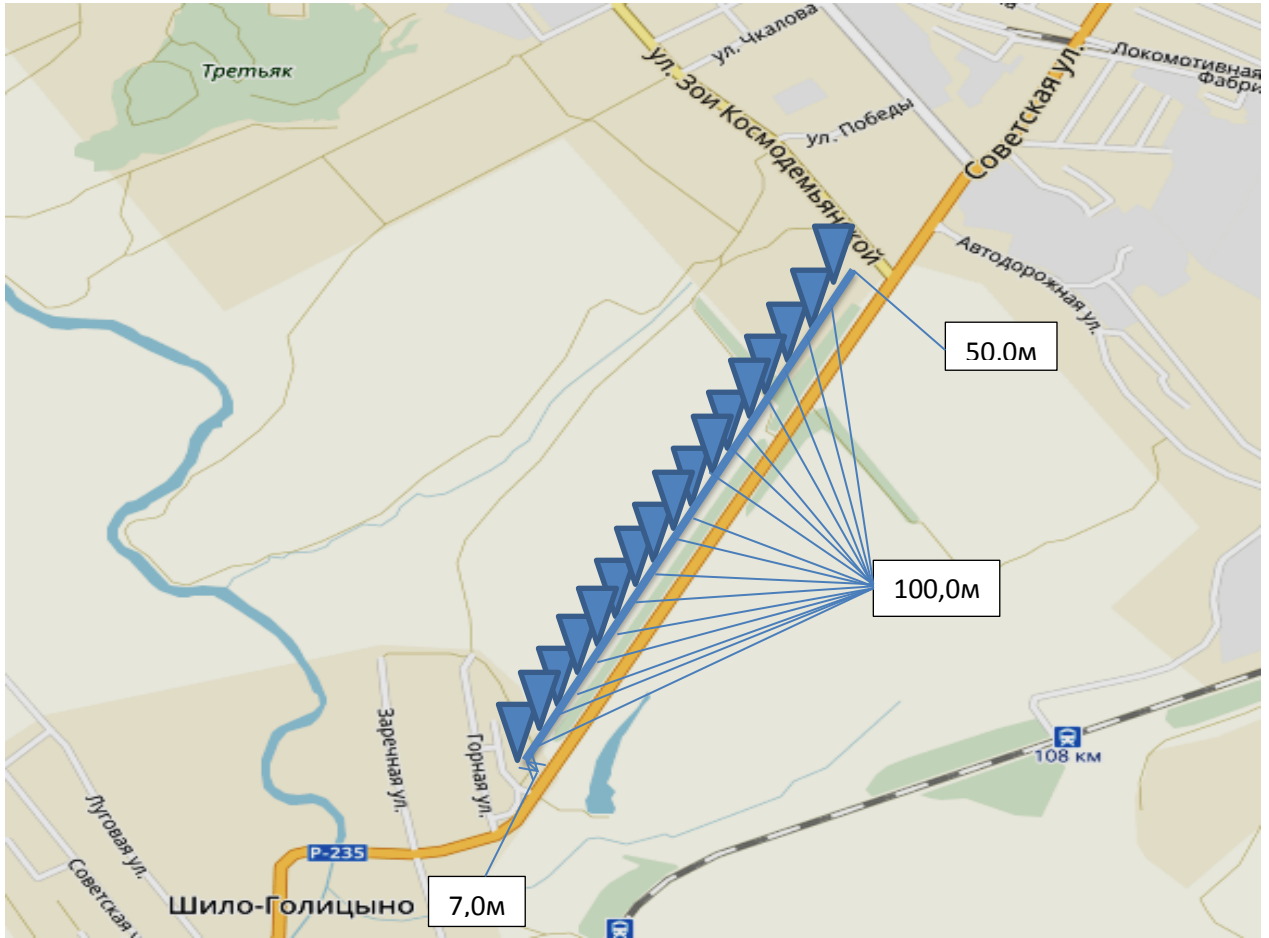 Третьяк
ул. Чкалова
ул. Зои-Космодемьянской
ул. Победы
Советская ул.
Локомотивная
Фабри
Автодорожная ул.
50.0м
100,0м
108 км
Заречная ул.
Горная ул.
Луговая ул.
Советская
Р-235
7,0м
Шило-Голицыно